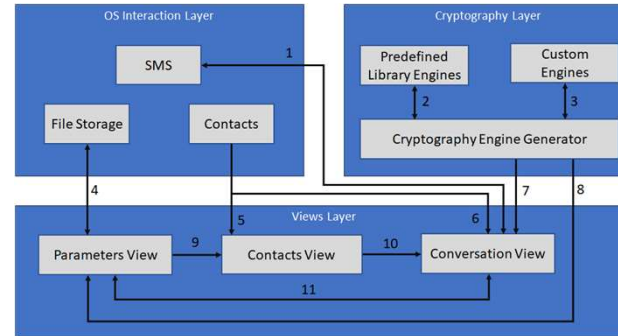 OS Interaction Layer
Cryptography Layer
1
SMS
Predefined
Library Engines
Custom
Engines
2
3
File Storage
Contacts
Cryptography Engine Generator
4
5
6
7
8
Views Layer
Parameters View
9
Contacts View
10
Conversation View
11